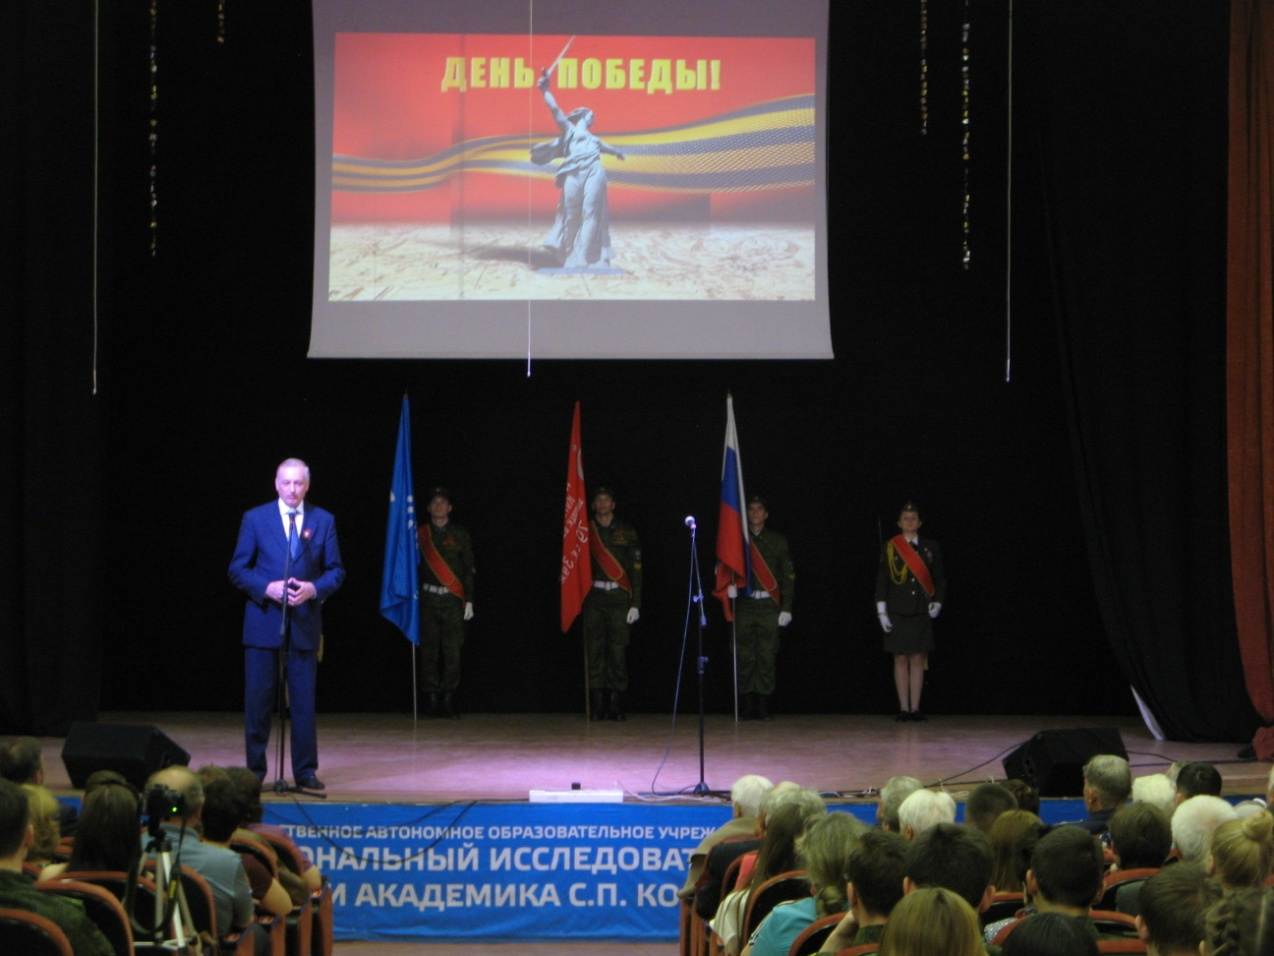 ДЕНЬ ПОБЕДЫ!
ТВЕННОЕ АВТОНОМНОЕ ОБРАЗОВАТЕЛЬНОЕ УЧРЕЖ
ОНАЛЬНЫЙ ИССЛЕДОВАТ
И АКАДЕМИКА С.П. КО